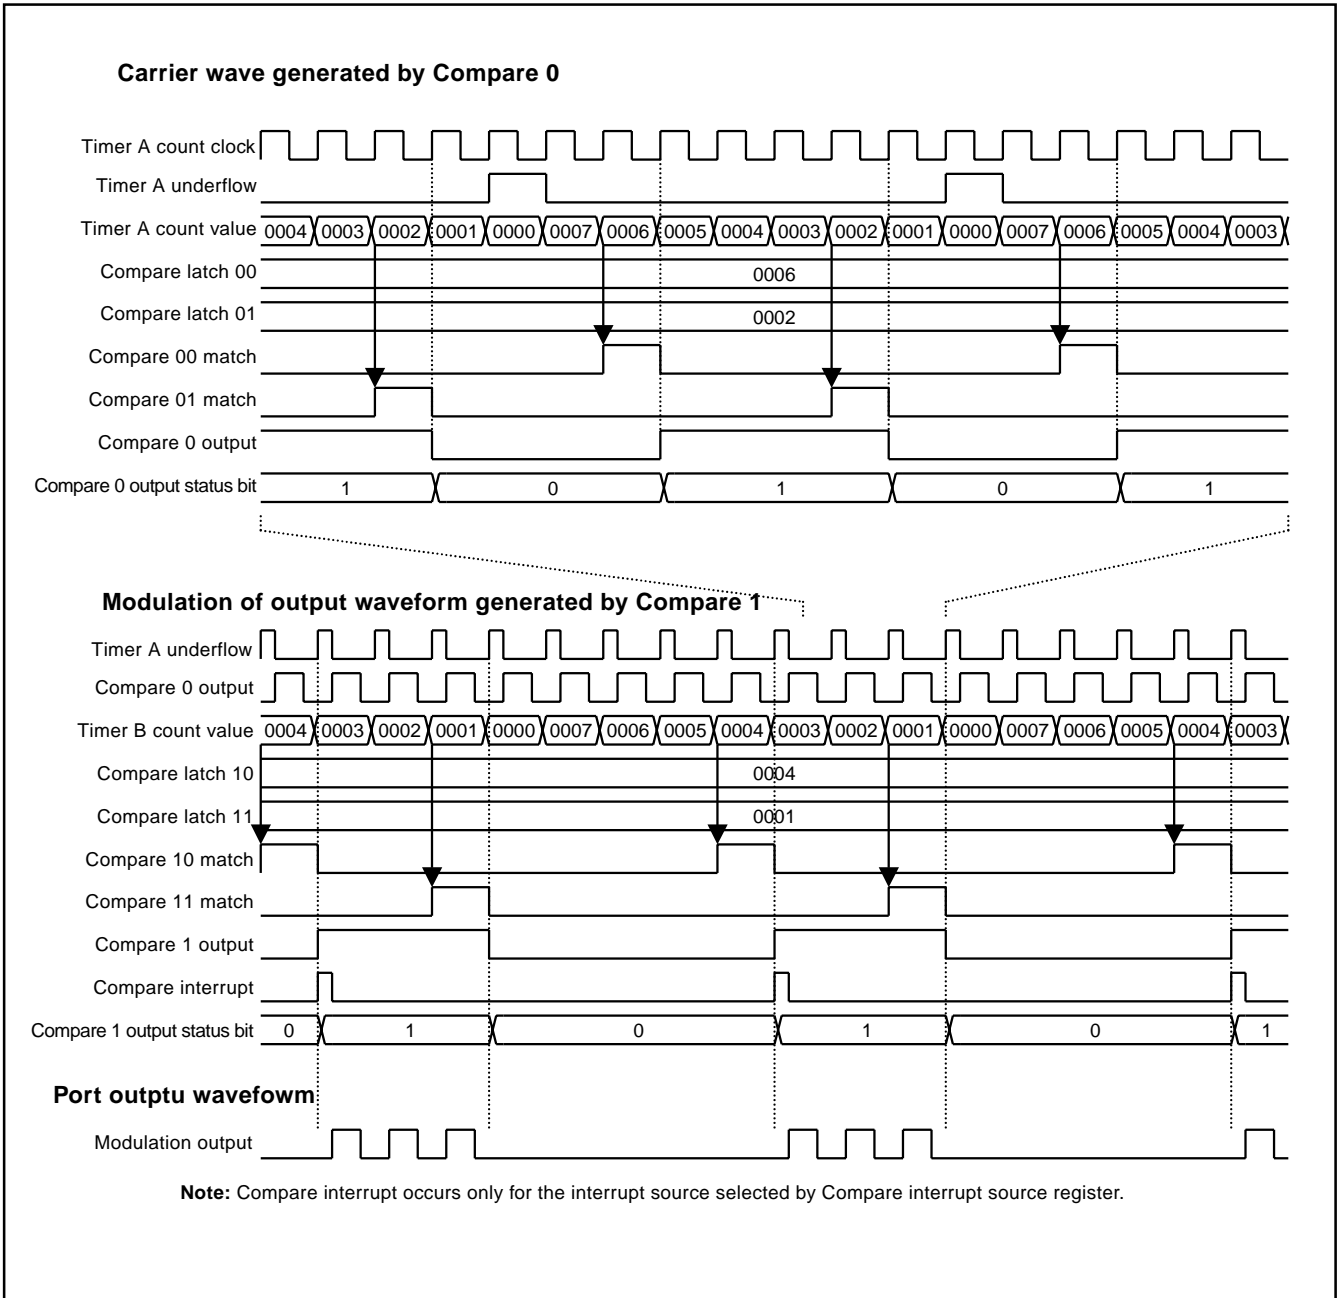 Carrier wave generated by Compare 0
Timer A count clock
Timer A underflow
Timer A count value 0004 0003 0002 0001 0000 0007 0006 0005 0004 0003 0002 0001 0000 0007 0006 0005 0004 0003
Compare latch 00 0006
Compare latch 01 0002
Compare 00 match
Compare 01 match
Compare 0 output
Compare 0 output status bit 1 0 1 0 1
Modulation of output waveform generated by Compare 1
Timer A underflow
Compare 0 output
Timer B count value 0004 0003 0002 0001 0000 0007 0006 0005 0004 0003 0002 0001 0000 0007 0006 0005 0004 0003
Compare latch 10 0004
Compare latch 11 0001
Compare 10 match
Compare 11 match
Compare 1 output
Compare interrupt
Compare 1 output status bit 0 1 0 1 0 1
Port outptu wavefowm
Modulation output
Note: Compare interrupt occurs only for the interrupt source selected by Compare interrupt source register.